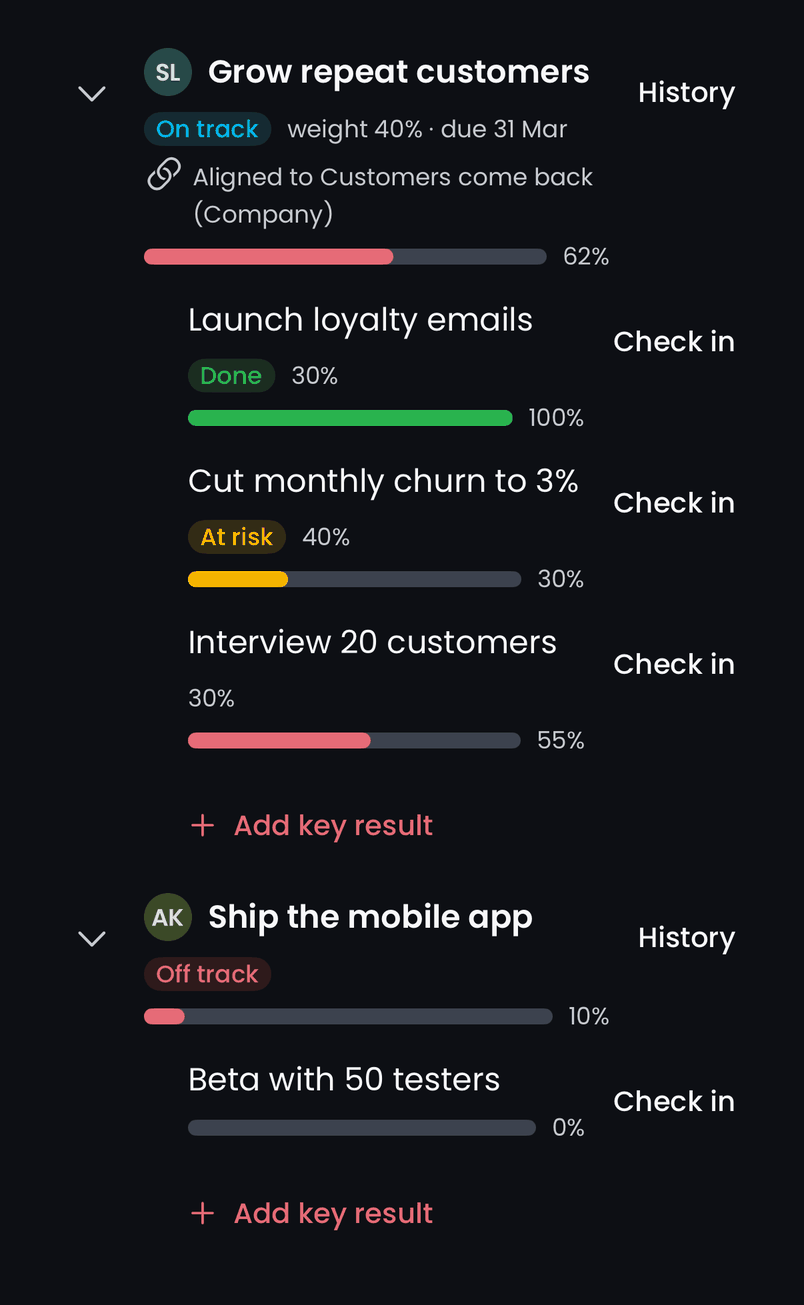 SL Grow repeat customers
History
On track weight 40% · due 31 Mar
Aligned to Customers come back
(Company)
62%
Launch loyalty emails
Check in
Done 30%
100%
Cut monthly churn to 3%
Check in
At risk 40%
30%
Interview 20 customers
Check in
30%
55%
+ Add key result
AK Ship the mobile app
History
Off track
10%
Beta with 50 testers
Check in
0%
+ Add key result